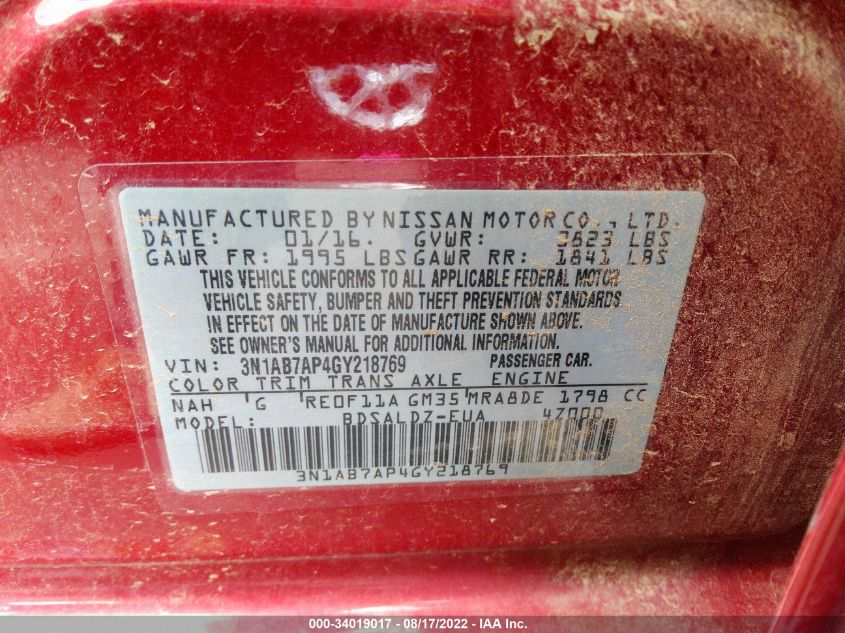 MANUFACTURED BY NISSAN MOTOR CO., LTD.
DATE: 01/16. GVWR: 3823 LBS
GAWR FR: 1995 LBS GAWR RR: 1841 LBS
THIS VEHICLE CONFORMS TO ALL APPLICABLE FEDERAL MOTOR
VEHICLE SAFETY, BUMPER AND THEFT PREVENTION STANDARDS
IN EFFECT ON THE DATE OF MANUFACTURE SHOWN ABOVE.
SEE OWNER'S MANUAL FOR ADDITIONAL INFORMATION.
VIN: 3N1AB7AP4GY218769 PASSENGER CAR.
COLOR TRIM TRANS AXLE ENGINE
NAH G RE0F11A GM35 MRA8DE 1798 CC
MODEL: BDSALDZ-EUA 47000
3N1AB7AP4GY218769
000-34019017 - 08/17/2022 - IAA Inc.